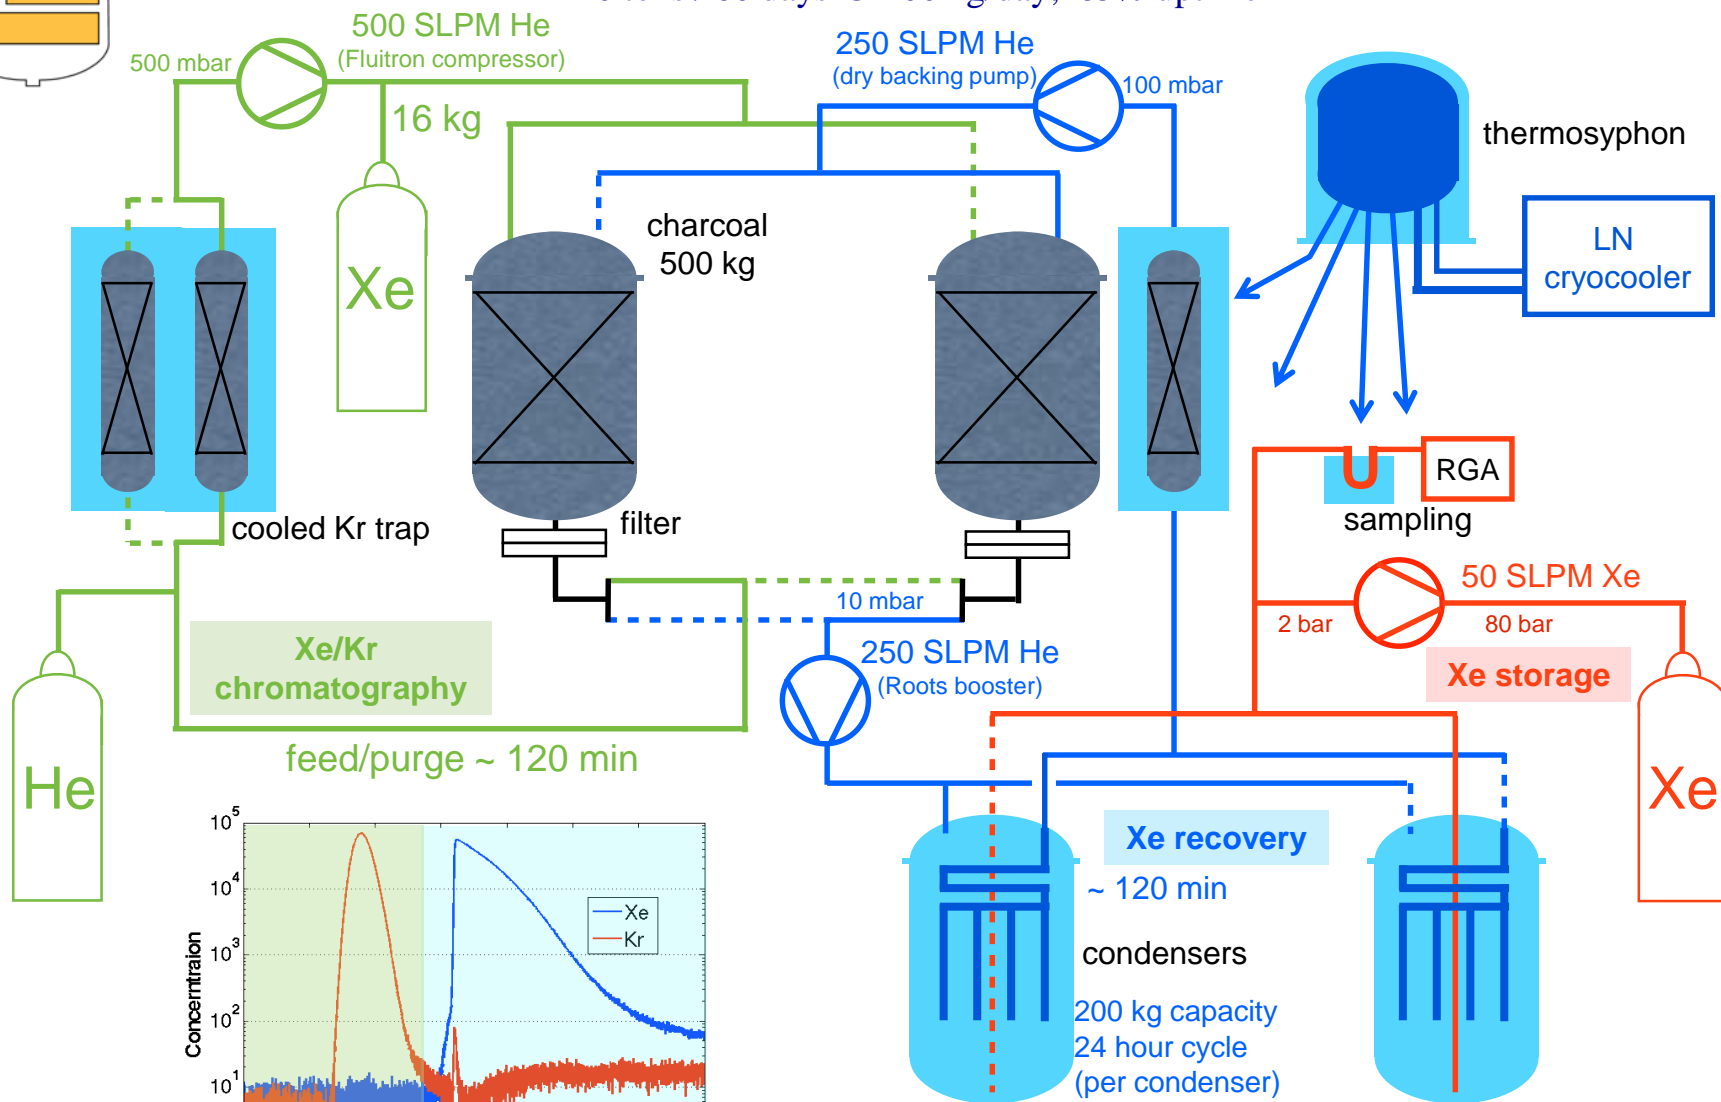 500 SLPM He
(Fluitron compressor)
500 mbar
16 kg
250 SLPM He
(dry backing pump)
100 mbar
thermosyphon
LN
cryocooler
Xe
charcoal
500 kg
cooled Kr trap
filter
RGA
sampling
10 mbar
50 SLPM Xe
2 bar
80 bar
Xe/Kr
chromatography
250 SLPM He
(Roots booster)
Xe storage
feed/purge ~ 120 min
He
Xe
Xe recovery
~ 120 min
condensers
200 kg capacity
24 hour cycle
(per condenser)
10^5
10^4
10^3
10^2
10^1
Concerntraion
Xe
Kr